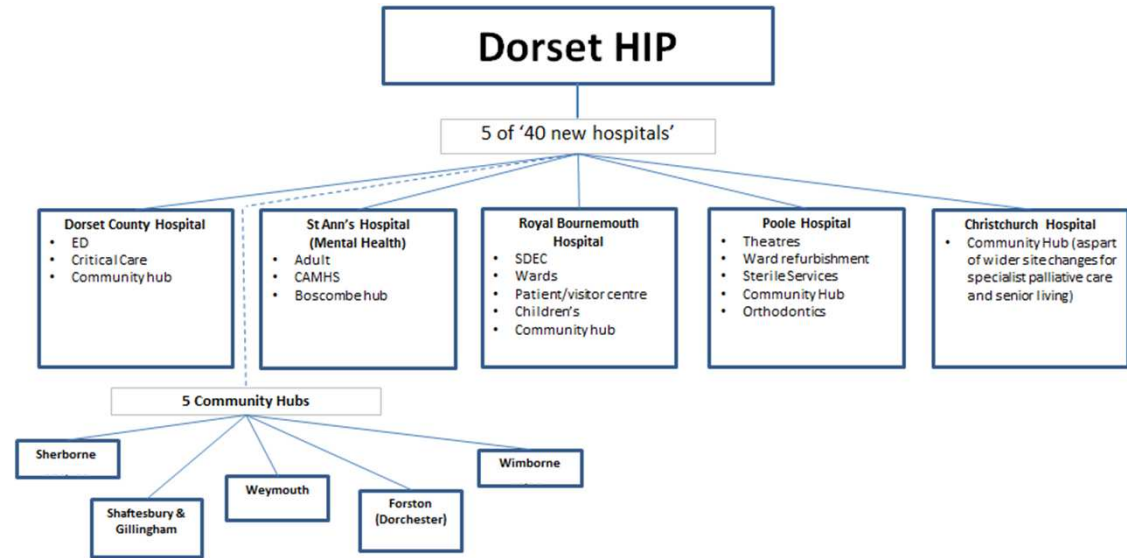 Dorset HIP
5 of ‘40 new hospitals’
Dorset County Hospital
• ED
• Critical Care
• Community hub
St Ann’s Hospital
(Mental Health)
• Adult
• CAMHS
• Boscombe hub
Royal Bournemouth
Hospital
• SDEC
• Wards
• Patient/visitor centre
• Children’s
• Community hub
Poole Hospital
• Theatres
• Ward refurbishment
• Sterile Services
• Community Hub
• Orthodontics
Christchurch Hospital
• Community Hub (aspart
of wider site changes for
specialist palliative care
and senior living)
5 Community Hubs
Sherborne
Shaftesbury &
Gillingham
Weymouth
Forston
(Dorchester)
Wimborne